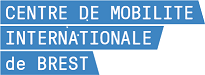 CENTRE DE MOBILITE
INTERNATIONALE
de BREST